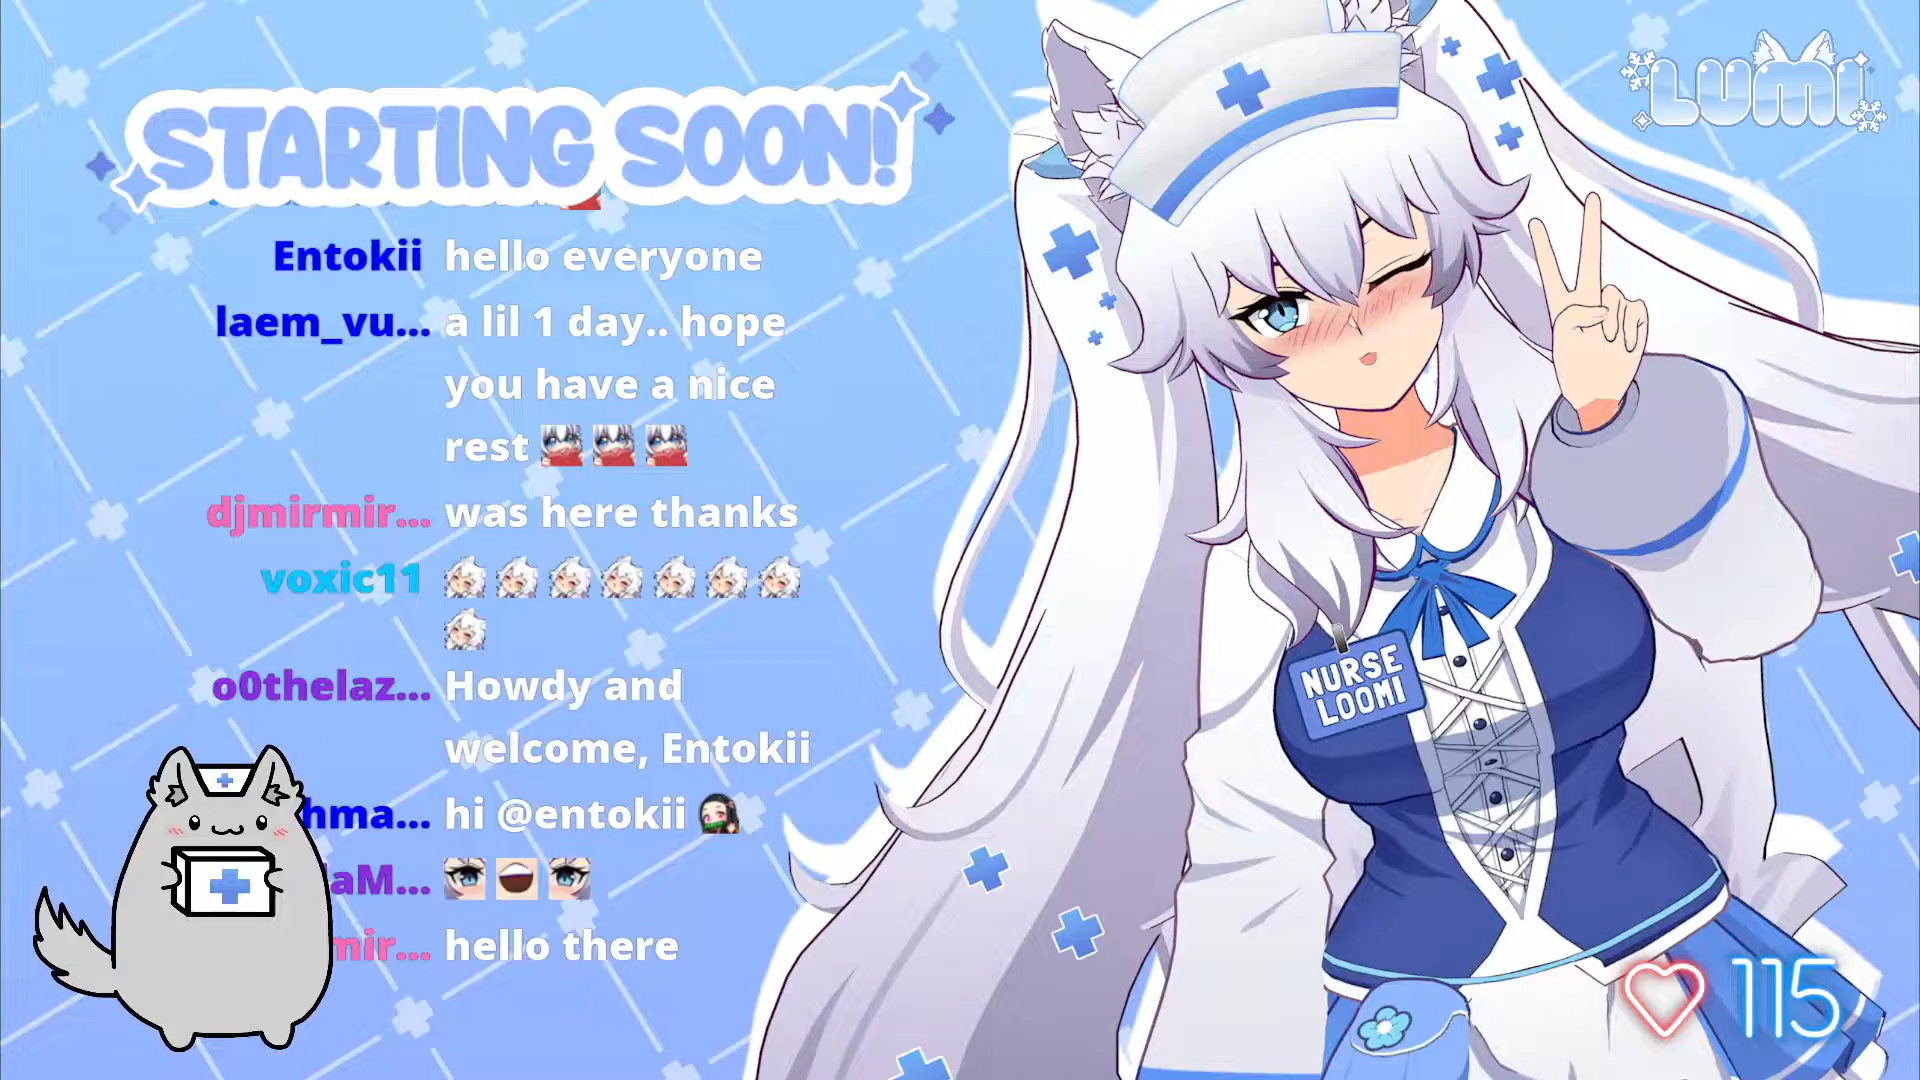 STARTING SOON!
LUMI
Entokii hello everyone
laem_vu... a lil 1 day.. hope
you have a nice
rest
djmirmir... was here thanks
voxic11
o0thelaz... Howdy and
welcome, Entokii
hma... hi @entokii
aM...
mir... hello there
NURSE
LOOMI
115